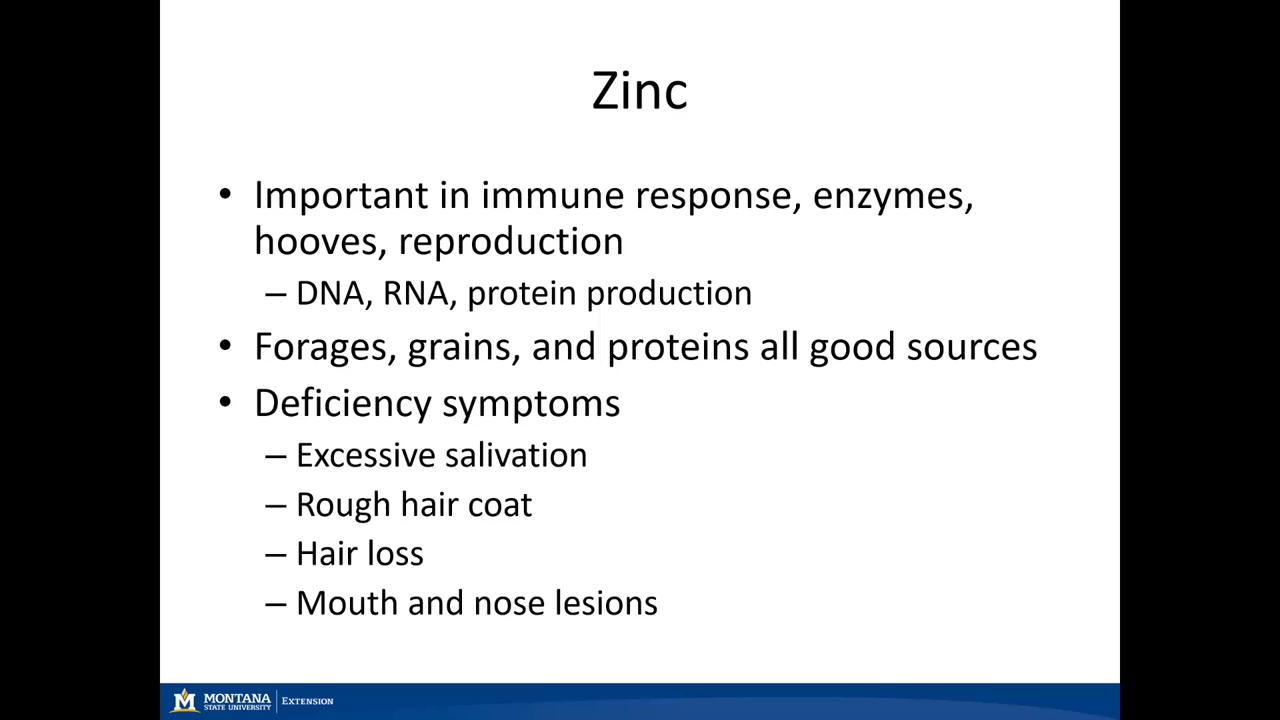 Zinc
• Important in immune response, enzymes,
hooves, reproduction
– DNA, RNA, protein production
• Forages, grains, and proteins all good sources
• Deficiency symptoms
– Excessive salivation
– Rough hair coat
– Hair loss
– Mouth and nose lesions
M MONTANA
STATE UNIVERSITY
EXTENSION